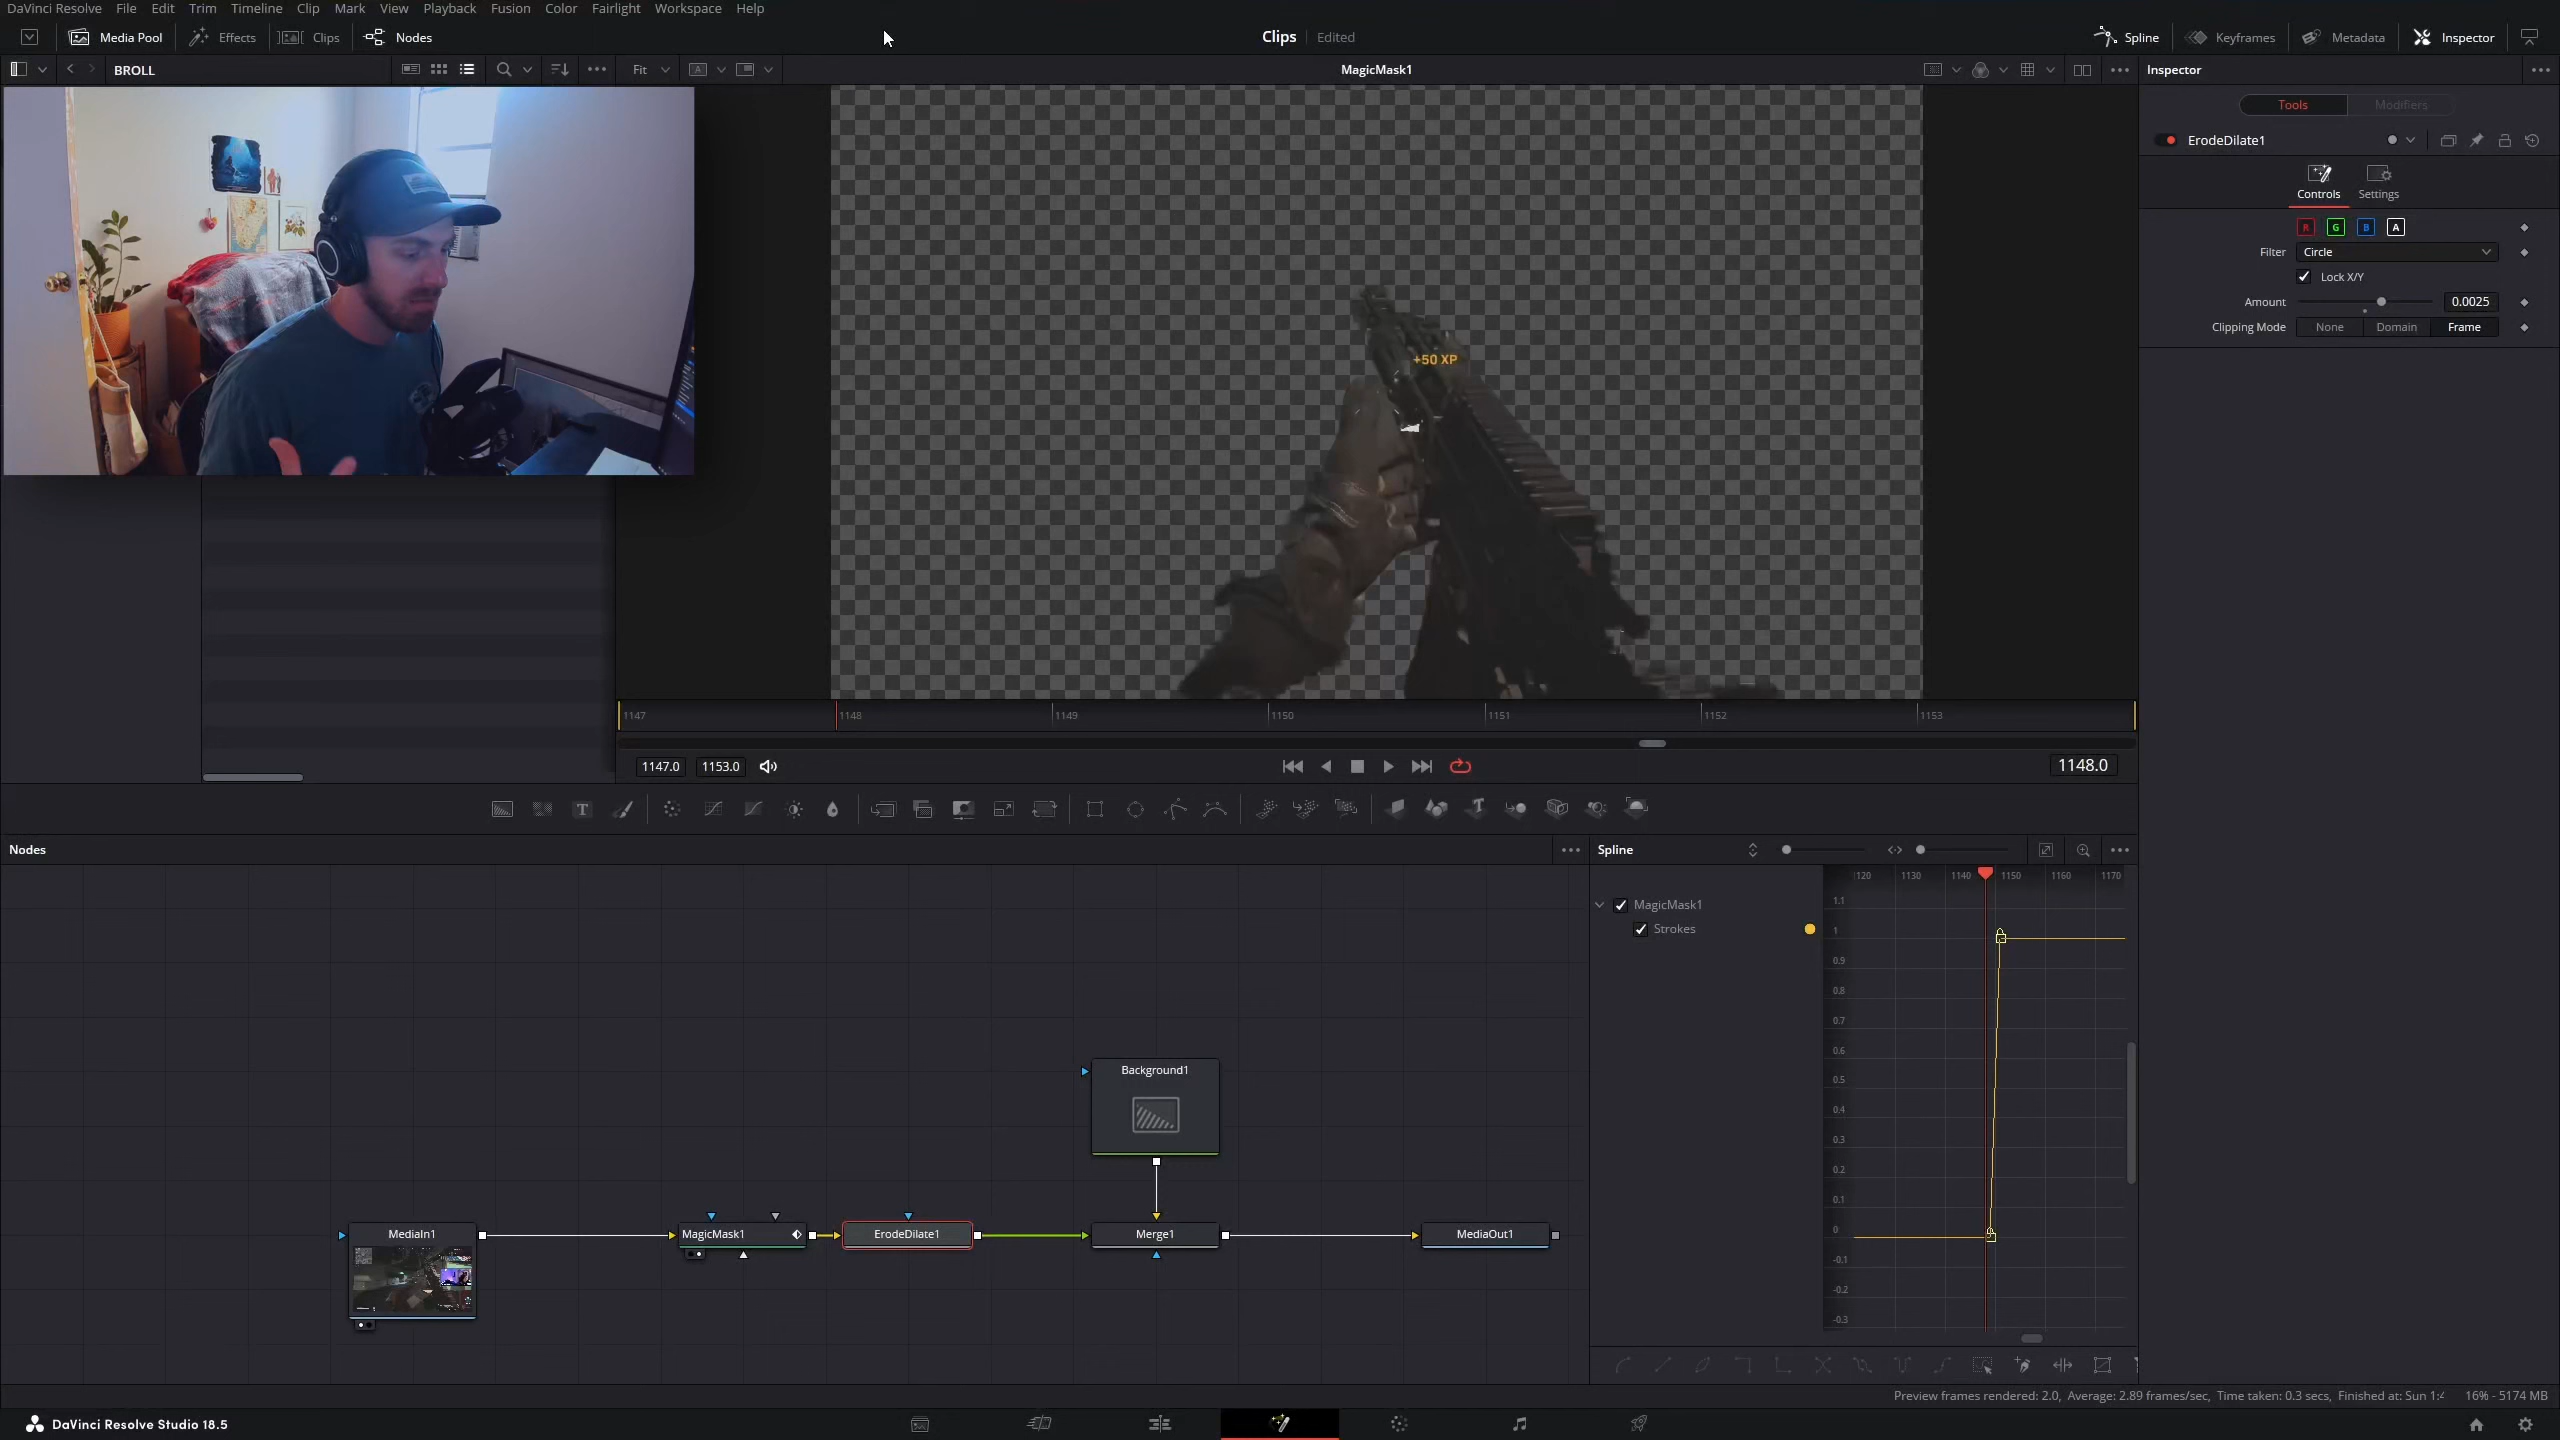 DaVinci Resolve File Edit Trim Timeline Clip Mark View Playback Fusion Color Fairlight Workspace Help
Media Pool Effects Clips Nodes Clips Edited Spline Keyframes Metadata Inspector
BROLL Fit MagicMask1 Inspector
Tools Modifiers
ErodeDilate1
Controls Settings
R G B A
Filter Circle
Lock X/Y
Amount 0.0025
Clipping Mode None Domain Frame
+50 XP
1147 1148 1149 1150 1151 1152 1153
1147.0 1153.0 1148.0
Nodes Spline
120 1130 1140 1150 1160 1170
MagicMask1
Strokes
1.1
1
0.9
0.8
0.7
0.6
0.5
0.4
0.3
0.2
0.1
0
-0.1
-0.2
-0.3
Background1
MediaIn1 MagicMask1 ErodeDilate1 Merge1 MediaOut1
Preview frames rendered: 2.0, Average: 2.89 frames/sec, Time taken: 0.3 secs, Finished at: Sun 1:4 16% - 5174 MB
DaVinci Resolve Studio 18.5